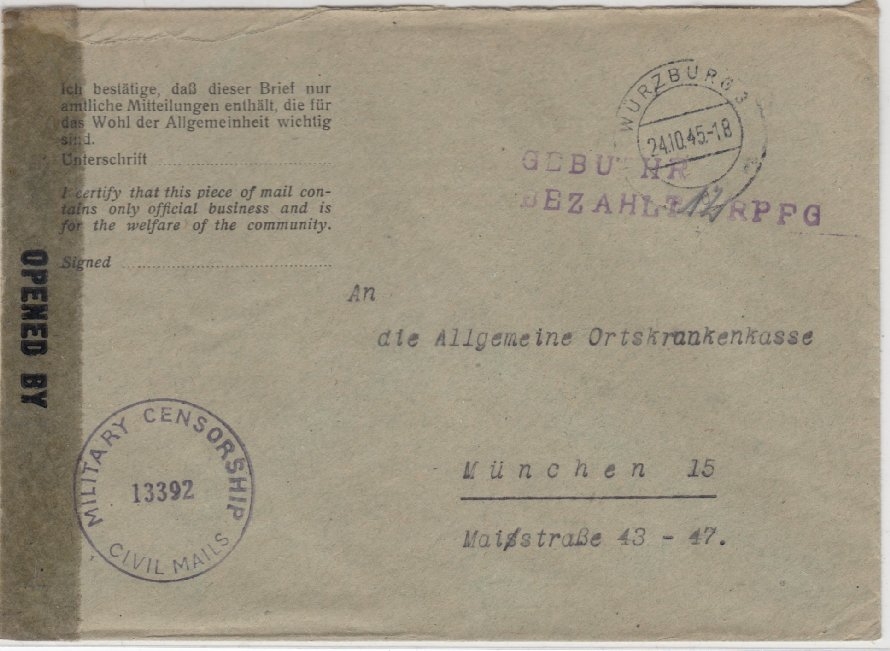 Ich bestätige, daß dieser Brief nur
amtliche Mitteilungen enthält, die für
das Wohl der Allgemeinheit wichtig
sind.
Unterschrift
I certify that this piece of mail con-
tains only official business and is
for the welfare of the community.
Signed
WÜRZBURG 3
24.10.45.-18
GEBÜHR
BEZAHLT 12 RPFG
An
die Allgemeine Ortskrankenkasse
OPENED BY
MILITARY CENSORSHIP
13392
CIVIL MAILS
München 15
Maistraße 43 - 47.